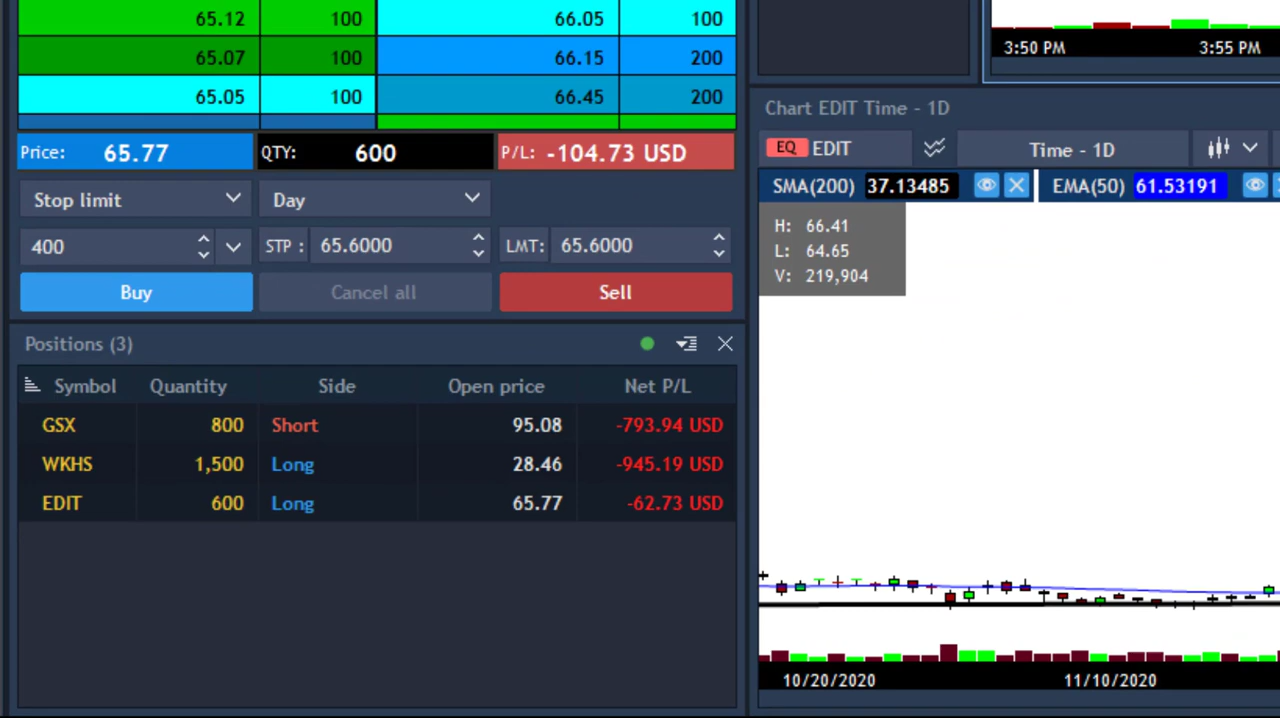 65.12 100 66.05 100
65.07 100 66.15 200
65.05 100 66.45 200
Price: 65.77 QTY: 600 P/L: -104.73 USD
Stop limit Day
400 STP : 65.6000 LMT: 65.6000
Buy Cancel all Sell
Positions (3)
Symbol Quantity Side Open price Net P/L
GSX 800 Short 95.08 -793.94 USD
WKHS 1,500 Long 28.46 -945.19 USD
EDIT 600 Long 65.77 -62.73 USD
3:50 PM 3:55 PM
Chart EDIT Time - 1D
EQ EDIT Time - 1D
SMA(200) 37.13485 EMA(50) 61.53191
H: 66.41
L: 64.65
V: 219,904
10/20/2020 11/10/2020